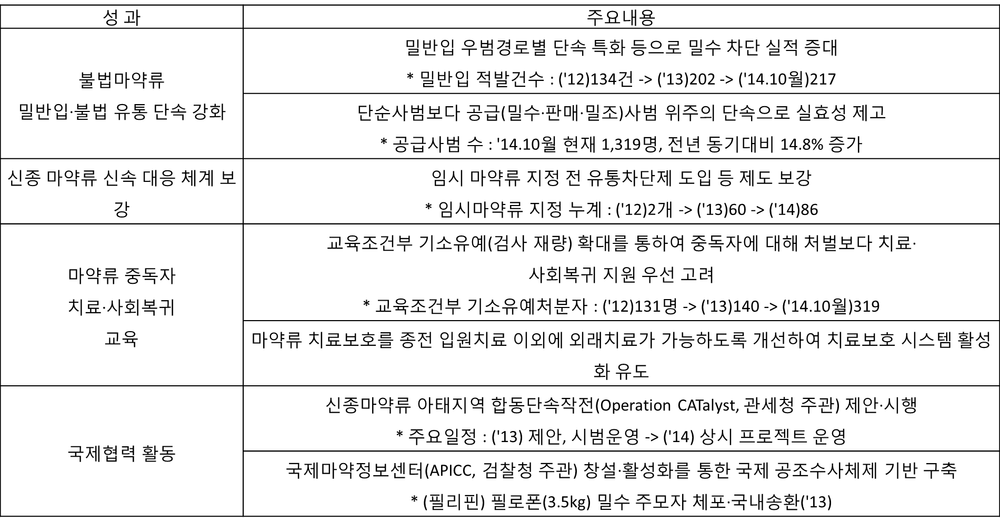 성 과
주요내용
불법마약류
밀반입·불법 유통 단속 강화
밀반입 우범경로별 단속 특화 등으로 밀수 차단 실적 증대
* 밀반입 적발건수 : ('12)134건 -> ('13)202 -> ('14.10월)217
단순사범보다 공급(밀수·판매·밀조)사범 위주의 단속으로 실효성 제고
* 공급사범 수 : '14.10월 현재 1,319명, 전년 동기대비 14.8% 증가
신종 마약류 신속 대응 체계 보
강
임시 마약류 지정 전 유통차단제 도입 등 제도 보강
* 임시마약류 지정 누계 : ('12)2개 -> ('13)60 -> ('14)86
마약류 중독자
치료·사회복귀
교육
교육조건부 기소유예(검사 재량) 확대를 통하여 중독자에 대해 처벌보다 치료·
사회복귀 지원 우선 고려
* 교육조건부 기소유예처분자 : ('12)131명 -> ('13)140 -> ('14.10월)319
마약류 치료보호를 종전 입원치료 이외에 외래치료가 가능하도록 개선하여 치료보호 시스템 활성
화 유도
국제협력 활동
신종마약류 아태지역 합동단속작전(Operation CATalyst, 관세청 주관) 제안·시행
* 주요일정 : ('13) 제안, 시범운영 -> ('14) 상시 프로젝트 운영
국제마약정보센터(APICC, 검찰청 주관) 창설·활성화를 통한 국제 공조수사체제 기반 구축
* (필리핀) 필로폰(3.5kg) 밀수 주모자 체포·국내송환('13)